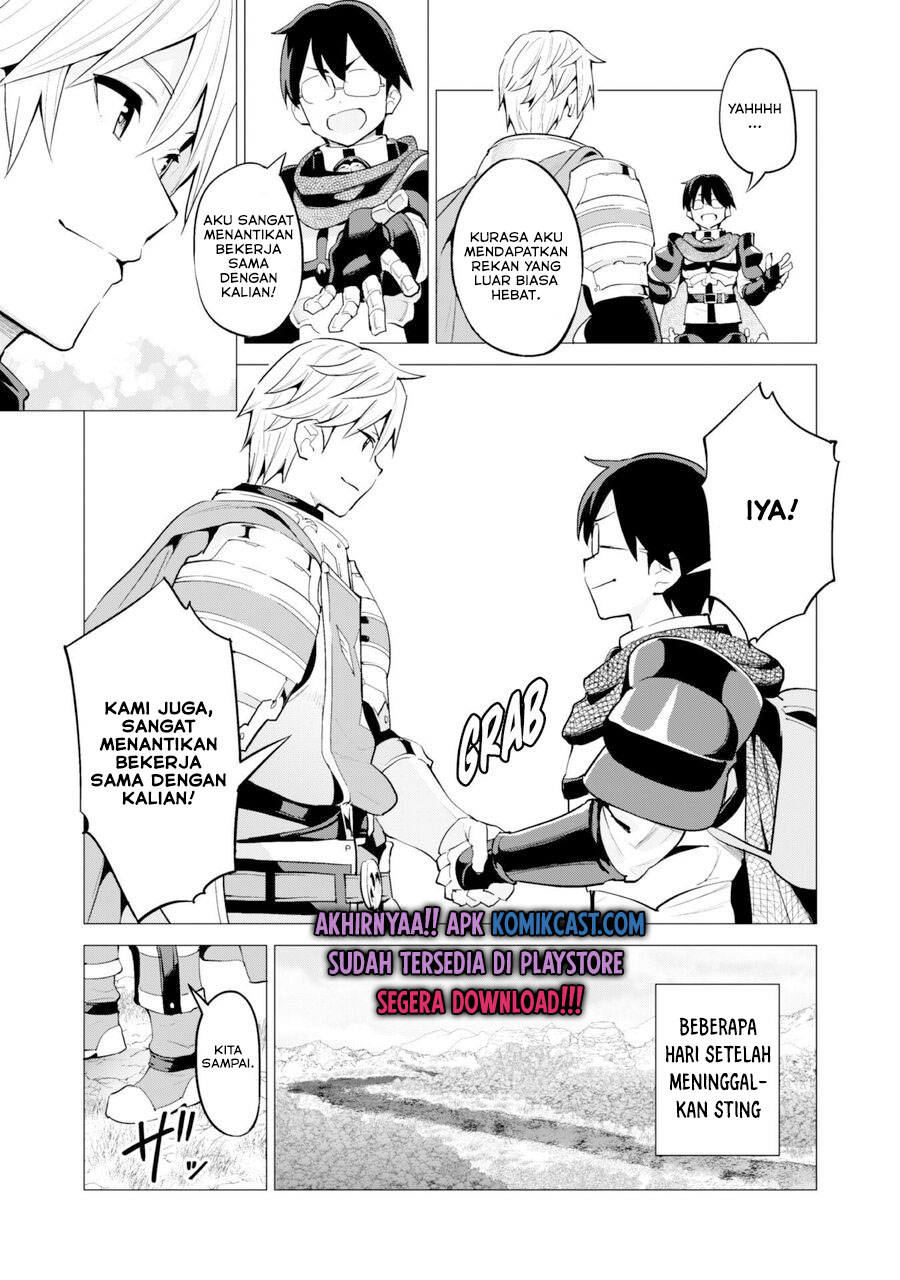 YAHHHH
...
KURASA AKU
MENDAPATKAN
REKAN YANG
LUAR BIASA
HEBAT.
AKU SANGAT
MENANTIKAN
BEKERJA
SAMA
DENGAN
KALIAN!
IYA!
GRAB
KAMI JUGA,
SANGAT
MENANTIKAN
BEKERJA
SAMA DENGAN
KALIAN!
AKHIRNYAA!! APK KOMIKCAST.COM
SUDAH TERSEDIA DI PLAYSTORE
SEGERA DOWNLOAD!!!
BEBERAPA
HARI SETELAH
MENINGGAL-
KAN STING
KITA
SAMPAI.
ザッ